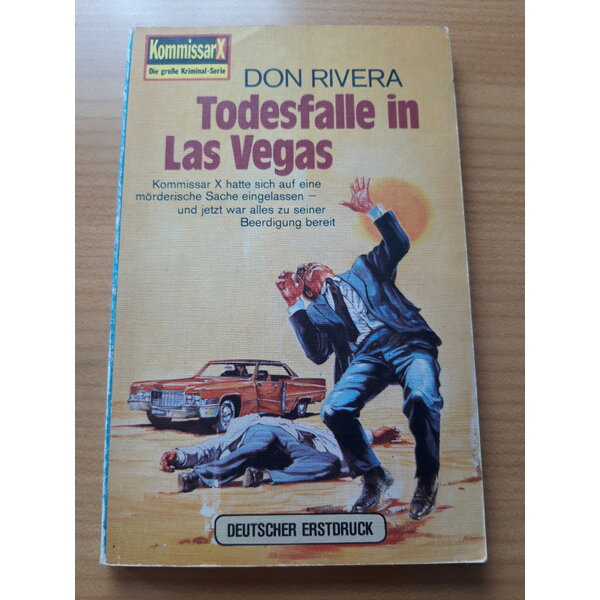 KommissarX
Die große Kriminal-Serie
DON RIVERA
Todesfalle in
Las Vegas
Kommissar X hatte sich auf eine
mörderische Sache eingelassen –
und jetzt war alles zu seiner
Beerdigung bereit
DEUTSCHER ERSTDRUCK